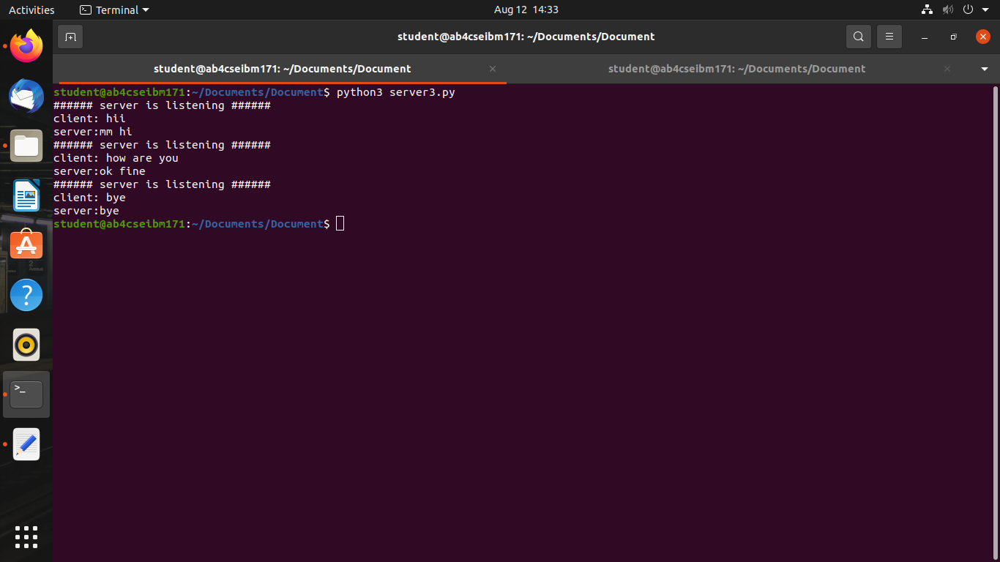 Activities
Terminal
Aug 12 14:33
student@ab4cseibm171: ~/Documents/Document
student@ab4cseibm171: ~/Documents/Document
student@ab4cseibm171: ~/Documents/Document
student@ab4cseibm171:~/Documents/Document$ python3 server3.py
###### server is listening ######
client: hii
server:mm hi
###### server is listening ######
client: how are you
server:ok fine
###### server is listening ######
client: bye
server:bye
student@ab4cseibm171:~/Documents/Document$